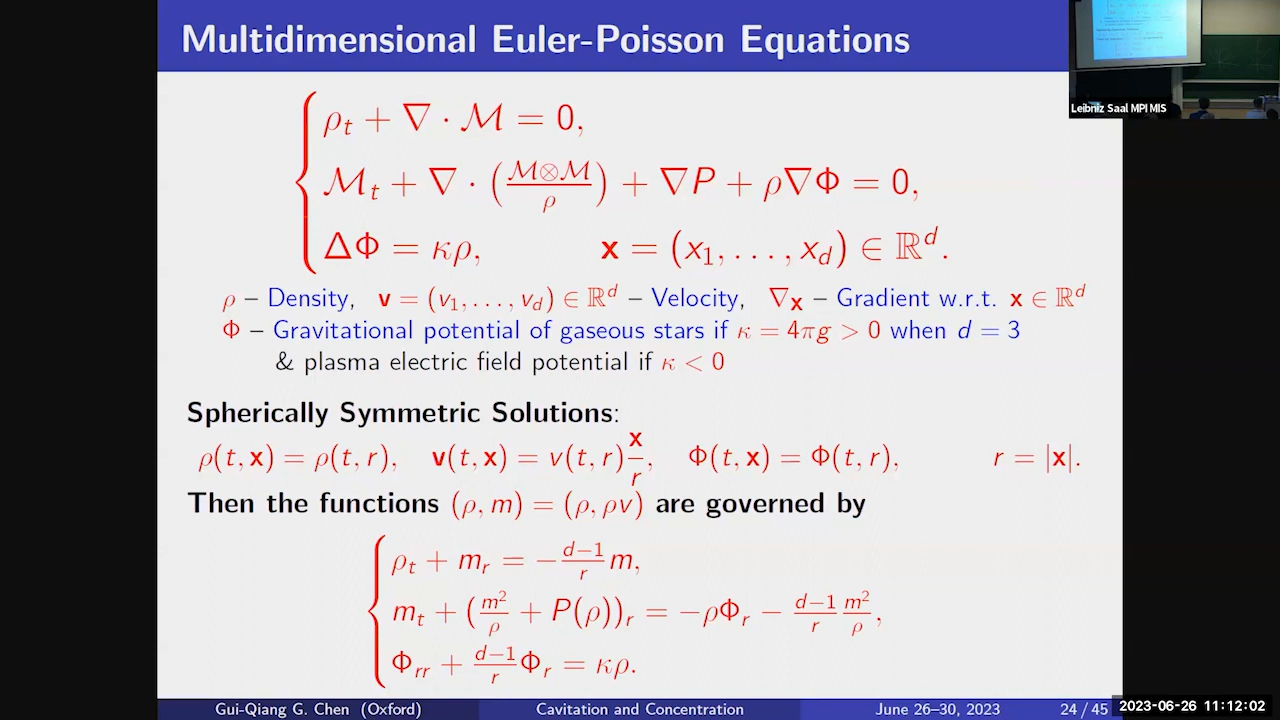 Multidimensional Euler-Poisson Equations
Leibniz Saal MPI MIS
ρ_t + ∇ · ℳ = 0,
ℳ_t + ∇ · (ℳ⊗ℳ/ρ) + ∇P + ρ∇Φ = 0,
ΔΦ = κρ, x = (x_1, . . . , x_d) ∈ ℝ^d.
ρ – Density, v = (v_1, . . . , v_d) ∈ ℝ^d – Velocity, ∇_x – Gradient w.r.t. x ∈ ℝ^d
Φ – Gravitational potential of gaseous stars if κ = 4πg > 0 when d = 3
& plasma electric field potential if κ < 0
Spherically Symmetric Solutions:
ρ(t, x) = ρ(t, r), v(t, x) = v(t, r) x/r, Φ(t, x) = Φ(t, r), r = |x|.
Then the functions (ρ, m) = (ρ, ρv) are governed by
ρ_t + m_r = − d−1/r m,
m_t + (m^2/ρ + P(ρ))_r = −ρΦ_r − d−1/r m^2/ρ,
Φ_rr + d−1/r Φ_r = κρ.
Gui-Qiang G. Chen (Oxford) Cavitation and Concentration June 26–30, 2023 24 / 45
2023-06-26 11:12:02